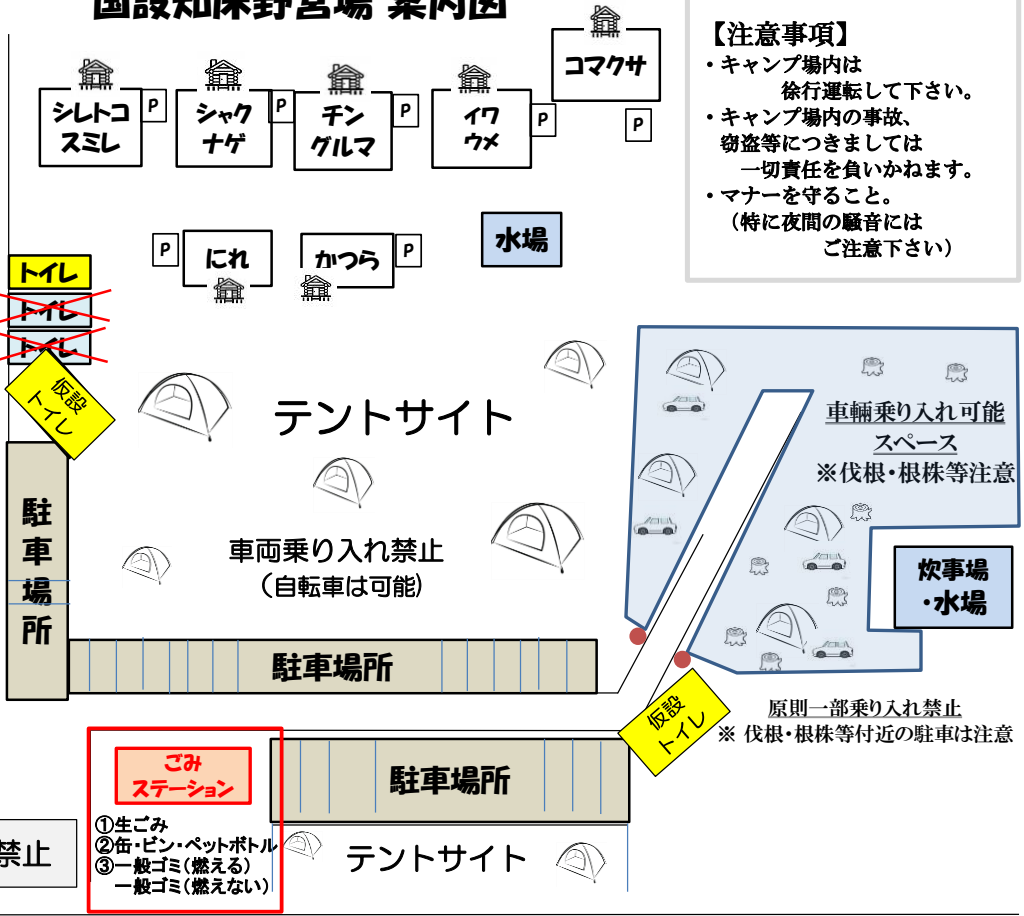 国設知床野営場 案内図
コマクサ
シレトコ
スミレ
P
シャク
ナゲ
P
チン
グルマ
P
イワ
ウメ
P
P
【注意事項】
・キャンプ場内は
徐行運転して下さい。
・キャンプ場内の事故、
窃盗等につきましては
一切責任を負いかねます。
・マナーを守ること。
（特に夜間の騒音には
ご注意下さい）
P
にれ
かつら
P
水場
トイレ
トイレ
トイレ
仮設
トイレ
テントサイト
車両乗り入れ禁止
（自転車は可能）
車輛乗り入れ可能
スペース
※伐根・根株等注意
炊事場
・水場
駐車場所
駐車場所
仮設
トイレ
原則一部乗り入れ禁止
※ 伐根・根株等付近の駐車は注意
ごみ
ステーション
①生ごみ
②缶・ビン・ペットボトル
③一般ゴミ（燃える）
一般ゴミ（燃えない）
駐車場所
テントサイト
禁止